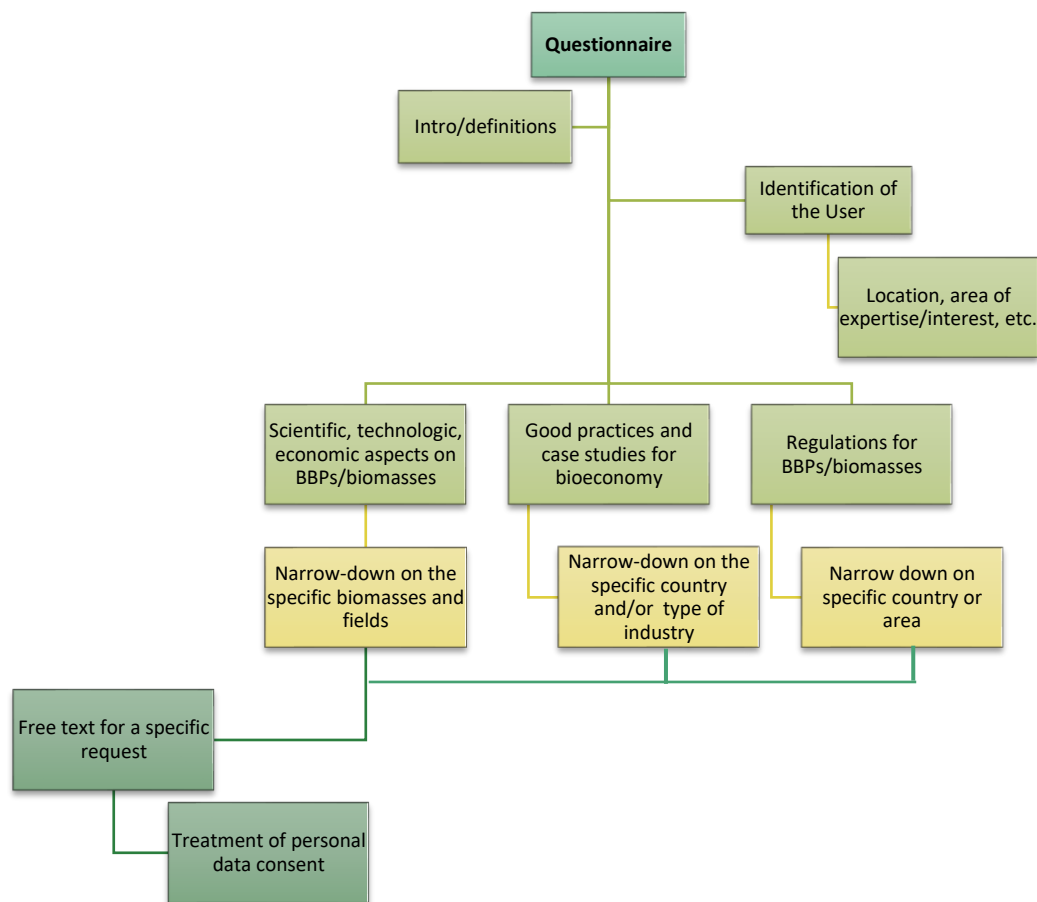 Questionnaire
Intro/definitions
Identification of
the User
Location, area of
expertise/interest, etc.
Scientific, technologic,
economic aspects on
BBPs/biomasses
Good practices and
case studies for
bioeconomy
Regulations for
BBPs/biomasses
Narrow-down on the
specific biomasses and
fields
Narrow-down on the
specific country
and/or type of
industry
Narrow down on
specific country or
area
Free text for a specific
request
Treatment of personal
data consent